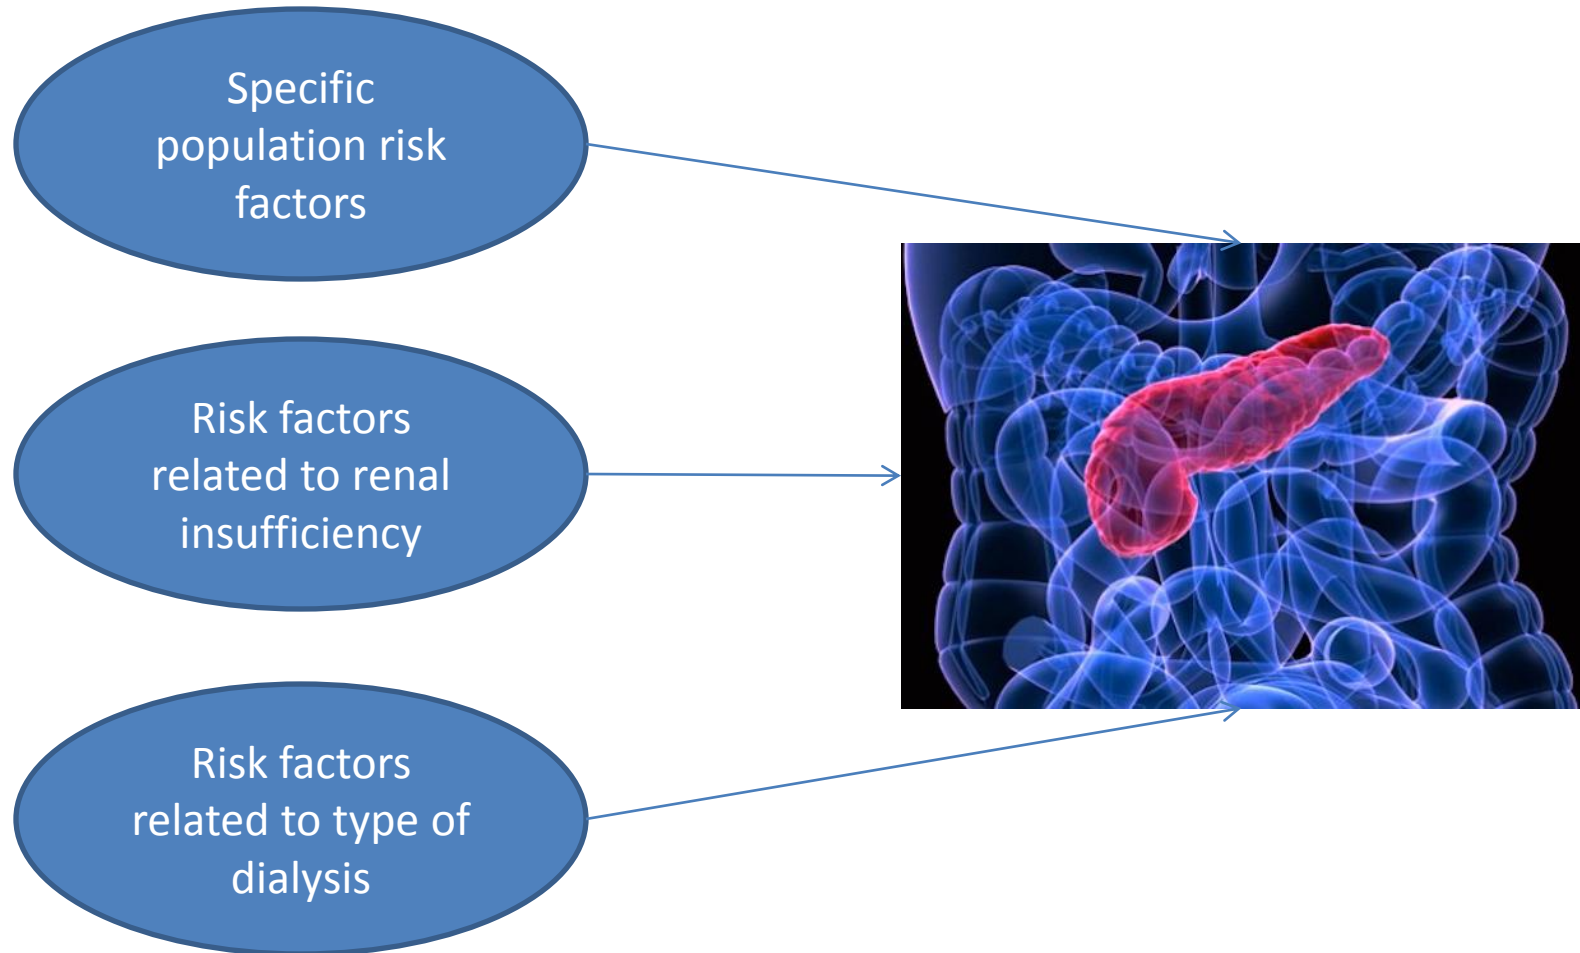 Specific
population risk
factors
Risk factors
related to renal
insufficiency
Risk factors
related to type of
dialysis